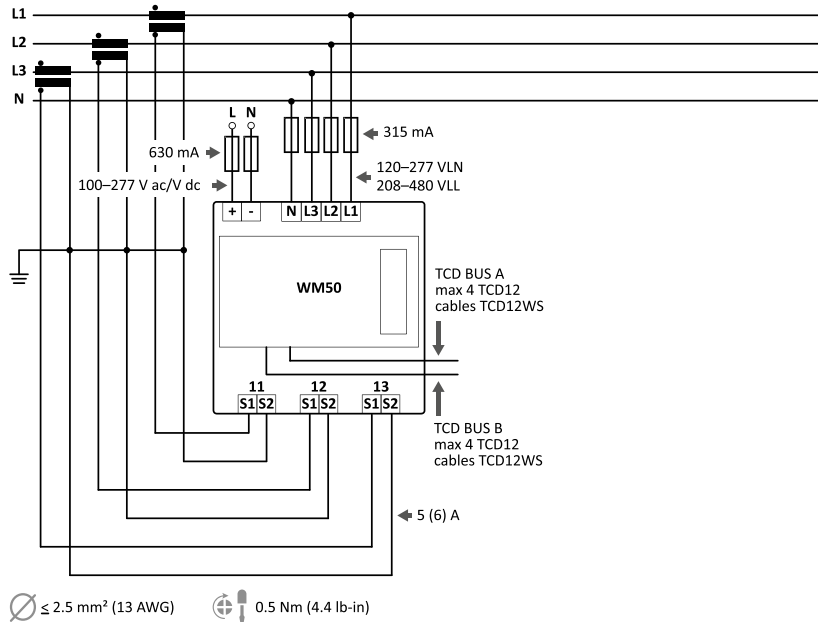 L1
L2
L3
N
L N
630 mA
315 mA
100–277 V ac/V dc
120–277 VLN
208–480 VLL
+ - N L3 L2 L1
WM50
TCD BUS A
max 4 TCD12
cables TCD12WS
11 12 13
S1 S2 S1 S2 S1 S2
TCD BUS B
max 4 TCD12
cables TCD12WS
5 (6) A
≤ 2.5 mm² (13 AWG)
0.5 Nm (4.4 lb-in)